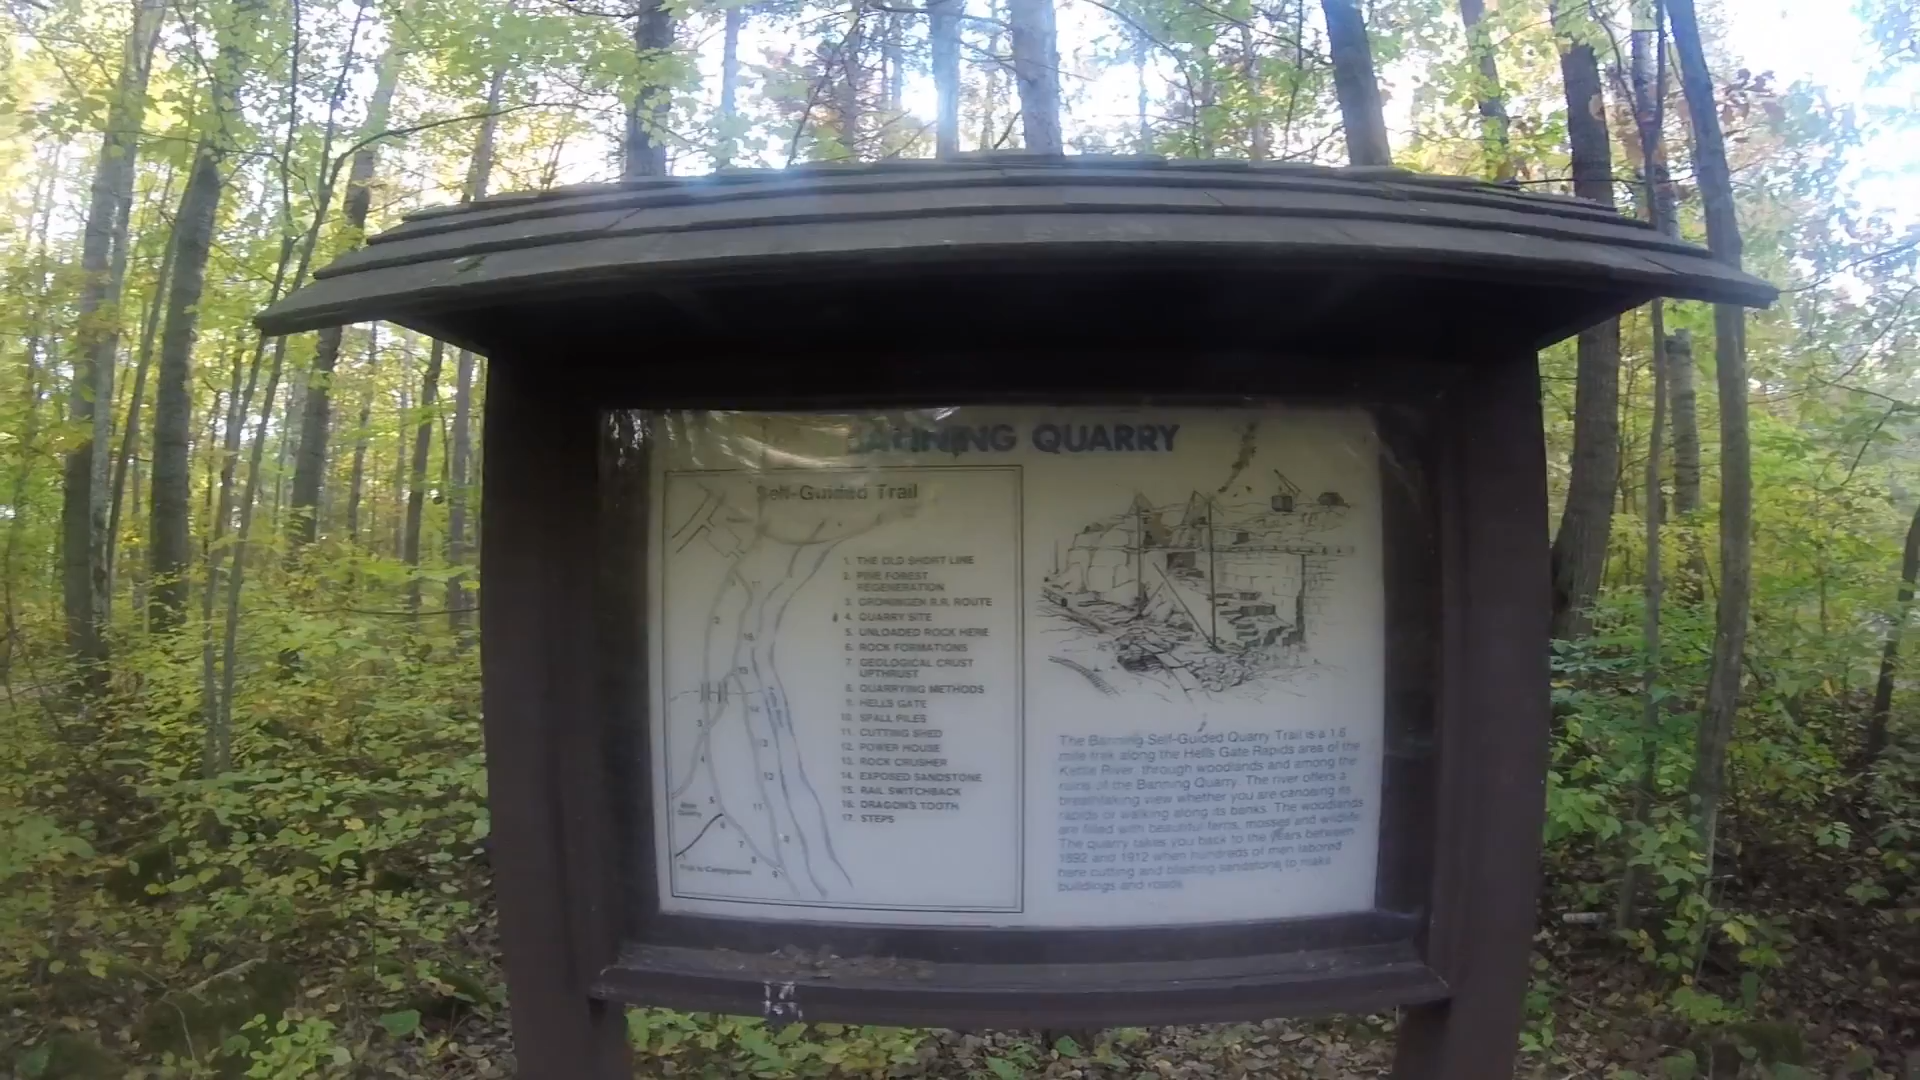 BANNING QUARRY
Self-Guided Trail
1. THE OLD SHORT LINE
2. PINE FOREST
REGENERATION
3. GRONINGEN R.R. ROUTE
4. QUARRY SITE
5. UNLOADED ROCK HERE
6. ROCK FORMATIONS
7. GEOLOGICAL CRUST
UPTHRUST
8. QUARRYING METHODS
9. HELLS GATE
10. SPALL PILES
11. CUTTING SHED
12. POWER HOUSE
13. ROCK CRUSHER
14. EXPOSED SANDSTONE
15. RAIL SWITCHBACK
16. DRAGON'S TOOTH
17. STEPS
The Banning Self-Guided Quarry Trail is a 1.6
mile trek along the Hell's Gate Rapids area of the
Kettle River, through woodlands and among the
ruins of the Banning Quarry. The river offers a
breathtaking view whether you are canoeing its
rapids or walking along its banks. The woodlands
are filled with beautiful ferns, mosses and wildlife.
The quarry takes you back to the years between
1892 and 1912 when hundreds of men labored
here cutting and blasting sandstone to make
buildings and roads.